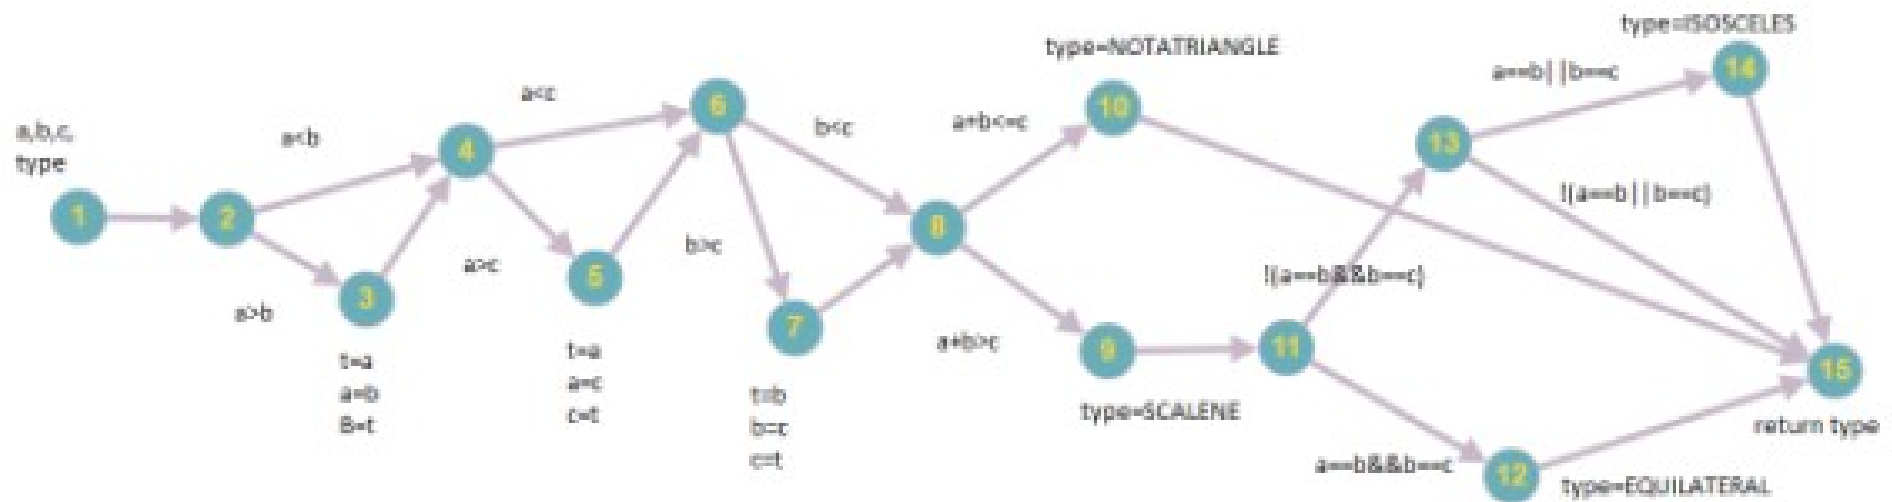 type=ISOSCELES
type=NOTATRIANGLE
14
a==b||b==c
a<c
6
10
a,b,c,
type
a<b
b<c
a+b<=c
4
13
!(a==b||b==c)
1
2
8
a>c
b>c
5
!(a==b&&b==c)
3
a>b
7
a+b>c
9
11
15
t=a
a=b
B=t
t=a
a=c
c=t
t=b
b=c
c=t
type=SCALENE
return type
a==b&&b==c
12
type=EQUILATERAL